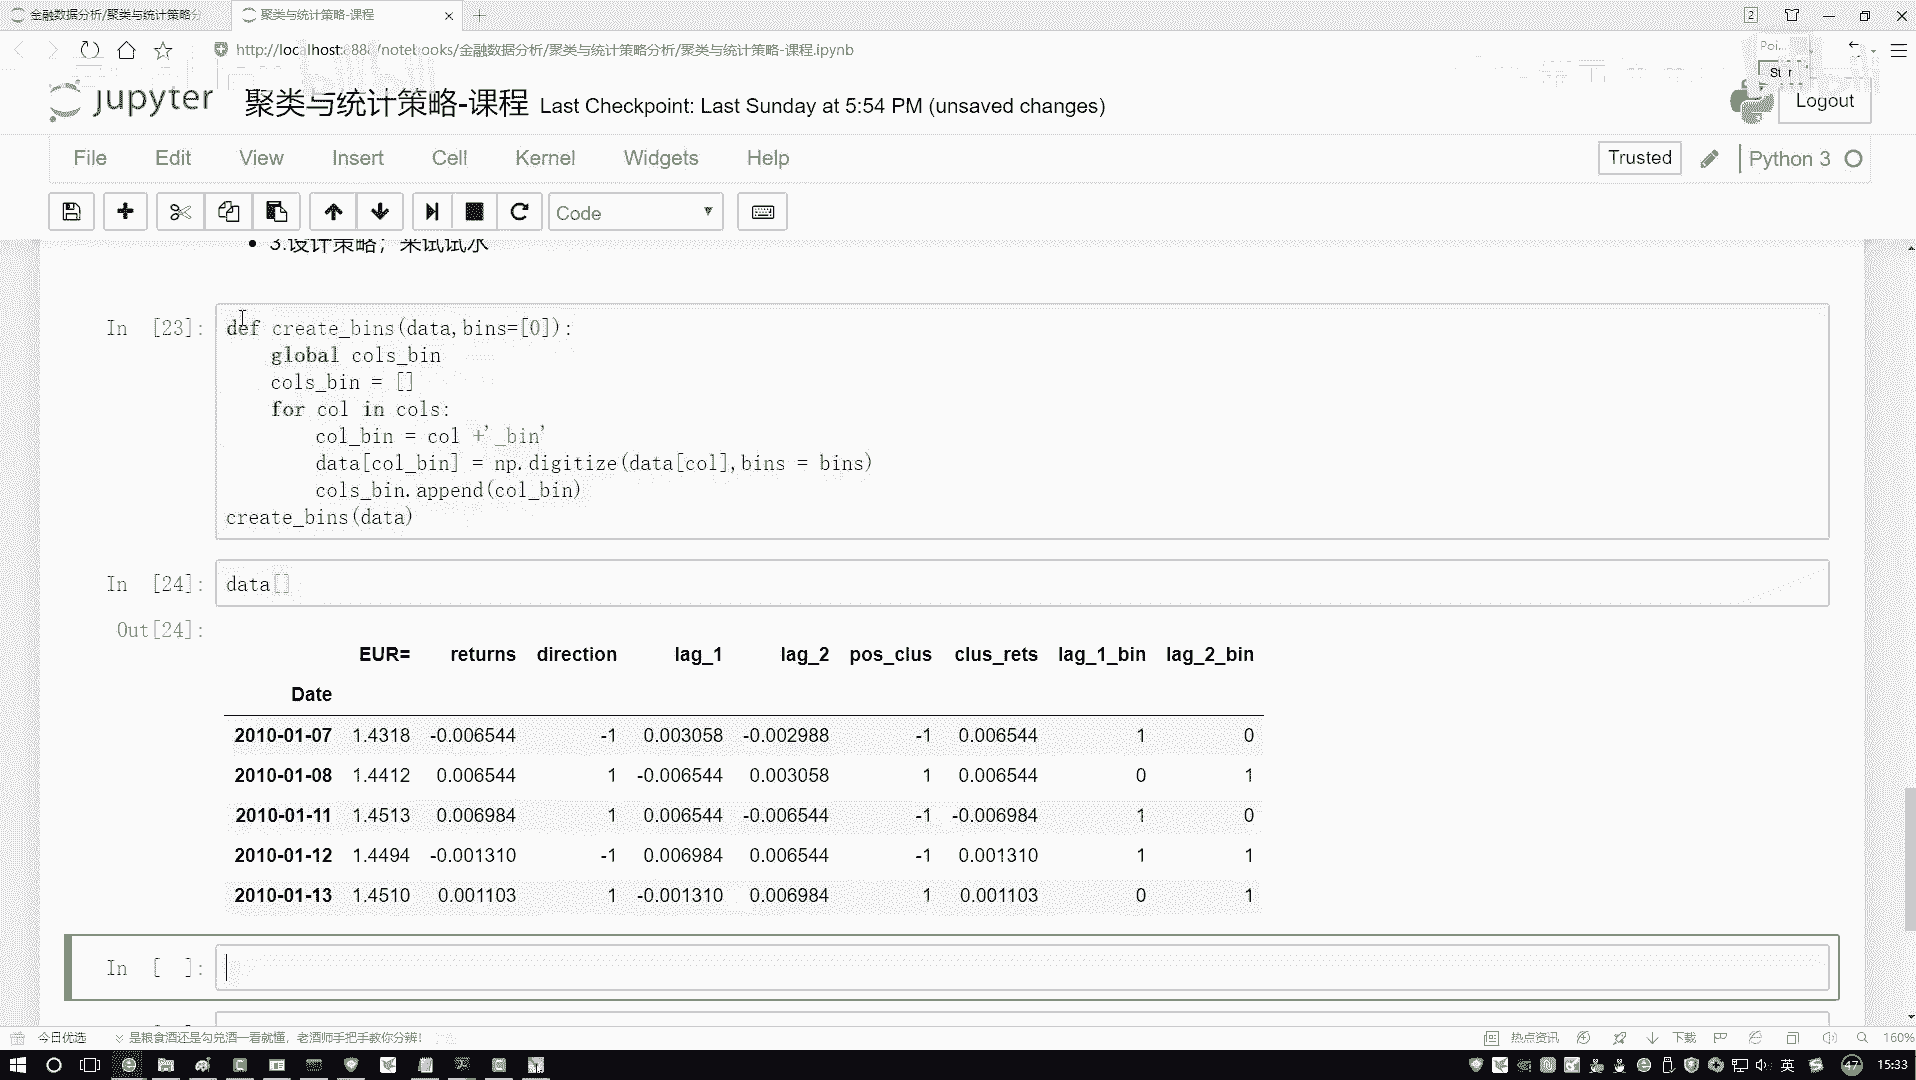 金融数据分析/聚类与统计策略分
聚类与统计策略-课程
2
http://localhost:888/notebooks/金融数据分析/聚类与统计策略分析/聚类与统计策略-课程.ipynb
jupyter 聚类与统计策略-课程 Last Checkpoint: Last Sunday at 5:54 PM (unsaved changes)
Logout
File Edit View Insert Cell Kernel Widgets Help
Trusted Python 3
Code
3.设计策略；来试试水
In [23]:
def create_bins(data,bins=[0]):
global cols_bin
cols_bin = []
for col in cols:
col_bin = col +'_bin'
data[col_bin] = np.digitize(data[col],bins = bins)
cols_bin.append(col_bin)
create_bins(data)
In [24]: data[]
Out[24]:
EUR= returns direction lag_1 lag_2 pos_clus clus_rets lag_1_bin lag_2_bin
Date
2010-01-07 1.4318 -0.006544 -1 0.003058 -0.002988 -1 0.006544 1 0
2010-01-08 1.4412 0.006544 1 -0.006544 0.003058 1 0.006544 0 1
2010-01-11 1.4513 0.006984 1 0.006544 -0.006544 -1 -0.006984 1 0
2010-01-12 1.4494 -0.001310 -1 0.006984 0.006544 -1 0.001310 1 1
2010-01-13 1.4510 0.001103 1 -0.001310 0.006984 1 0.001103 0 1
In [ ]:
今日优选 是粮食酒还是勾兑酒一看就懂，老酒师手把手教你分辨！
热点资讯 下载 160%
英 47 15:33